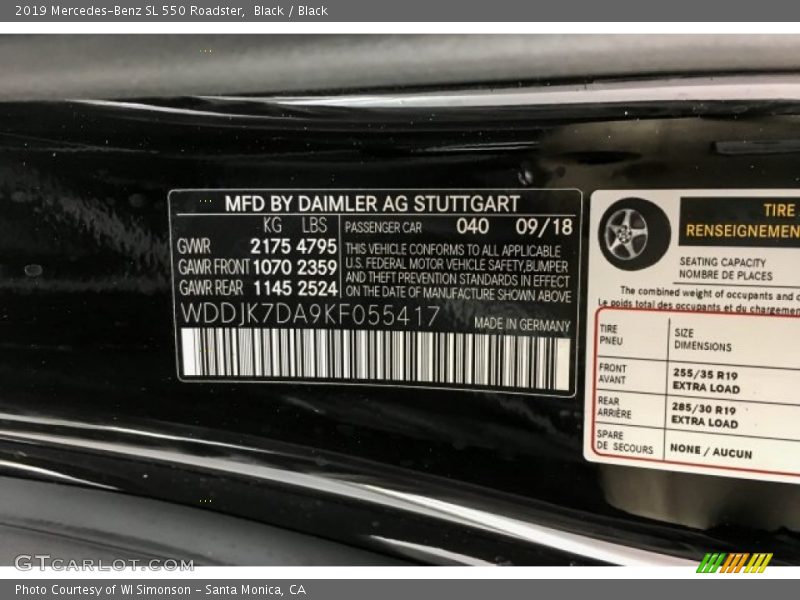 2019 Mercedes-Benz SL 550 Roadster,  Black / Black
MFD BY DAIMLER AG STUTTGART
KG LBS
GVWR 2175 4795
GAWR FRONT 1070 2359
GAWR REAR 1145 2524
PASSENGER CAR 040 09/18
THIS VEHICLE CONFORMS TO ALL APPLICABLE
U.S. FEDERAL MOTOR VEHICLE SAFETY, BUMPER
AND THEFT PREVENTION STANDARDS IN EFFECT
ON THE DATE OF MANUFACTURE SHOWN ABOVE
WDDJK7DA9KF055417
MADE IN GERMANY
TIRE
RENSEIGNEMEN
SEATING CAPACITY
NOMBRE DE PLACES
The combined weight of occupants and c
Le poids total des occupants et du chargemen
TIRE
PNEU
SIZE
DIMENSIONS
FRONT
AVANT
255/35 R19
EXTRA LOAD
REAR
ARRIÈRE
285/30 R19
EXTRA LOAD
SPARE
DE SECOURS
NONE / AUCUN
GTCARLOT.COM
Photo Courtesy of WI Simonson - Santa Monica, CA